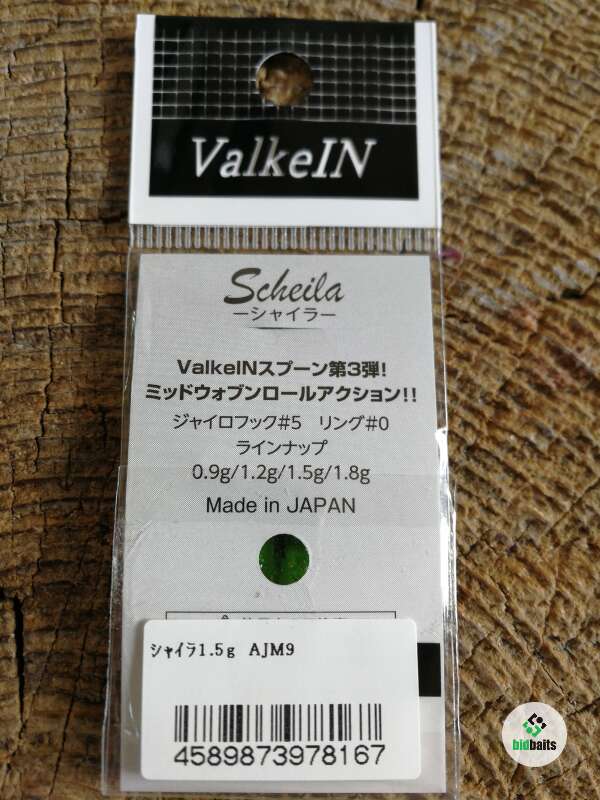 ValkeIN
Scheila
ーシャイラー
ValkeINスプーン第3弾!
ミッドウォブンロールアクション!!
ジャイロフック#5 リング#0
ラインナップ
0.9g/1.2g/1.5g/1.8g
Made in JAPAN
ｼｬｲﾗ1.5g AJM9
4589873978167
bidbaits